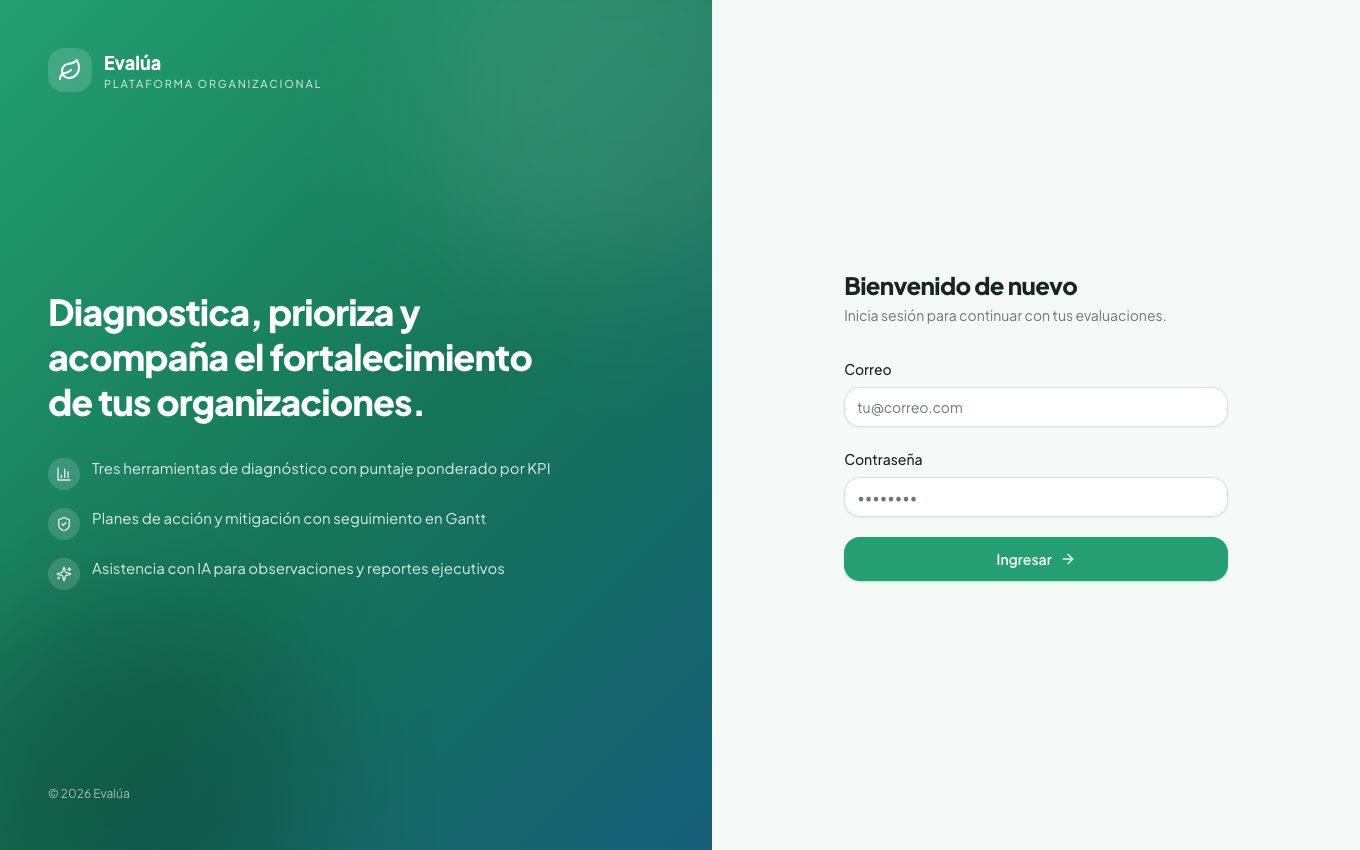 Evalúa
PLATAFORMA ORGANIZACIONAL
Diagnostica, prioriza y
acompaña el fortalecimiento
de tus organizaciones.
Tres herramientas de diagnóstico con puntaje ponderado por KPI
Planes de acción y mitigación con seguimiento en Gantt
Asistencia con IA para observaciones y reportes ejecutivos
© 2026 Evalúa
Bienvenido de nuevo
Inicia sesión para continuar con tus evaluaciones.
Correo
tu@correo.com
Contraseña
••••••••
Ingresar →